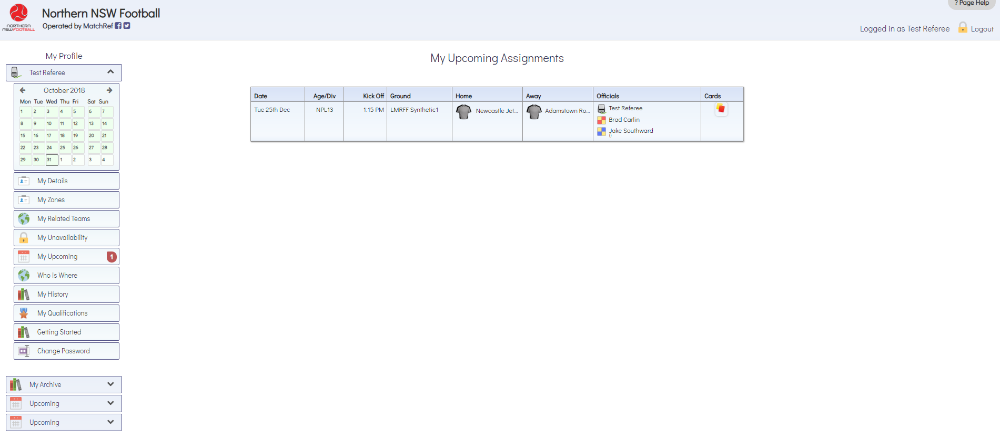 ? Page Help
Northern NSW Football
Operated by MatchRef
NORTHERN
NSW FOOTBALL
Logged in as Test Referee
Logout
My Profile
Test Referee
October 2018
Mon Tue Wed Thu Fri Sat Sun
1 2 3 4 5 6 7
8 9 10 11 12 13 14
15 16 17 18 19 20 21
22 23 24 25 26 27 28
29 30 31 1 2 3 4
My Details
My Zones
My Related Teams
My Unavailability
My Upcoming 1
Who is Where
My History
My Qualifications
Getting Started
Change Password
My Archive
Upcoming
Upcoming
My Upcoming Assignments
Date Age/Div Kick Off Ground Home Away Officials Cards
Tue 25th Dec NPL13 1:15 PM LMRFF Synthetic1 Newcastle Jet... Adamstown Ro... Test Referee
Brad Carlin
Jake Southward
()